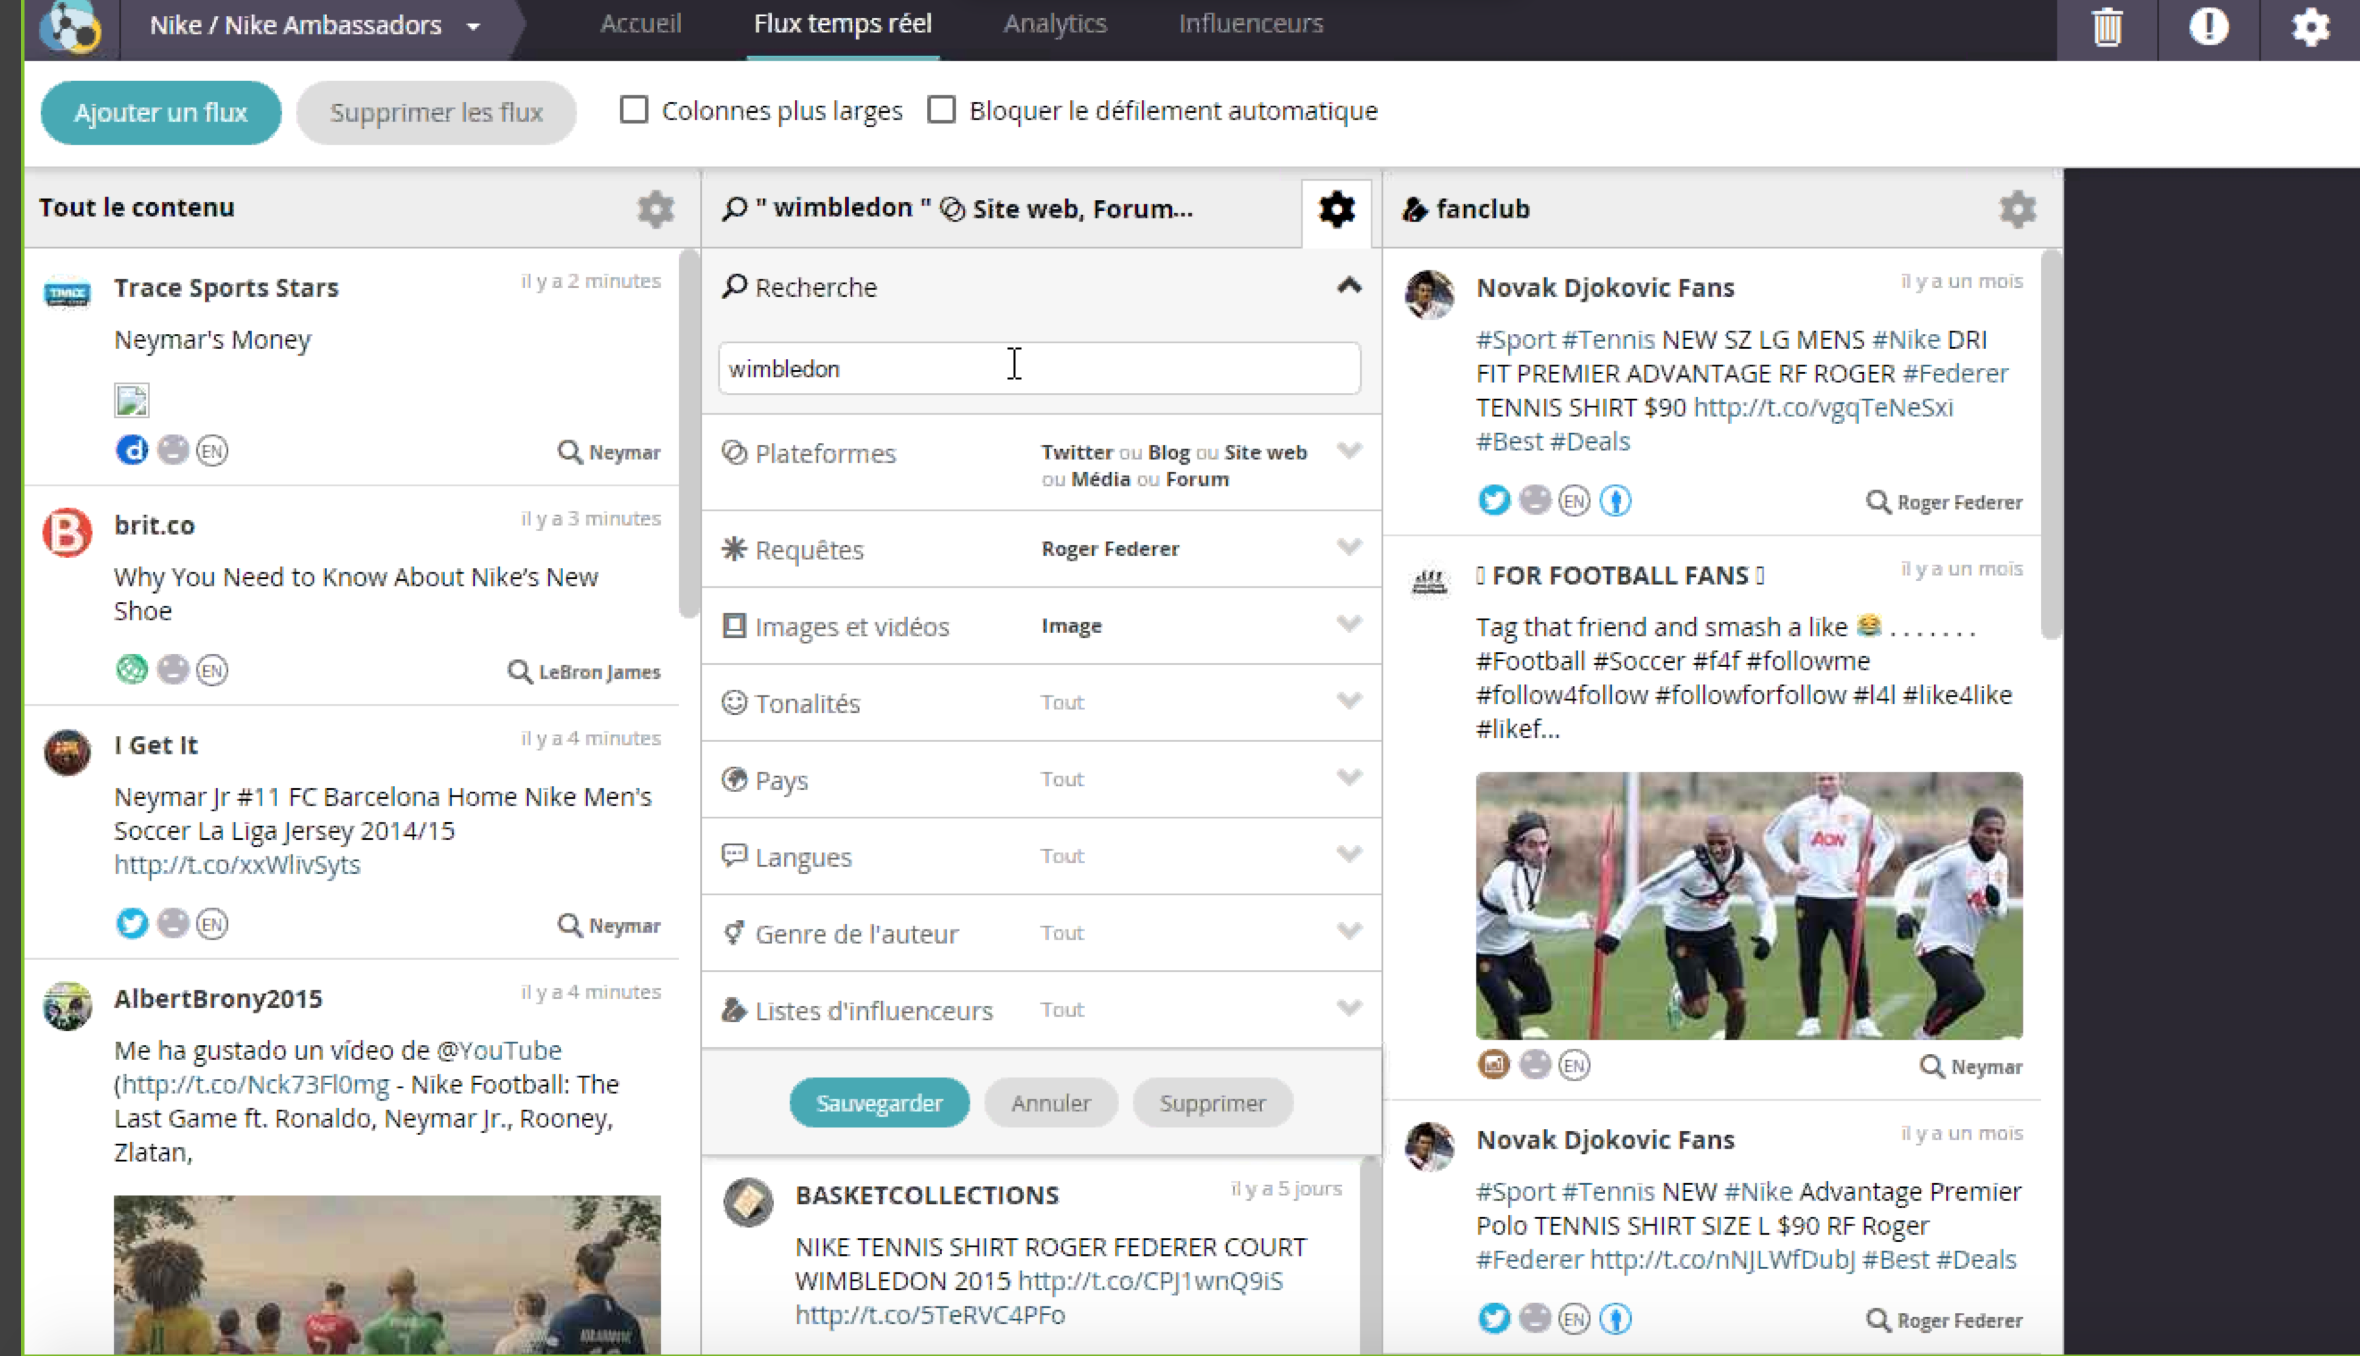 Nike / Nike Ambassadors
Accueil
Flux temps réel
Analytics
Influenceurs
Ajouter un flux
Supprimer les flux
Colonnes plus larges
Bloquer le défilement automatique
Tout le contenu
Trace Sports Stars
il y a 2 minutes
Neymar's Money
EN
Neymar
brit.co
il y a 3 minutes
Why You Need to Know About Nike’s New
Shoe
EN
LeBron James
I Get It
il y a 4 minutes
Neymar Jr #11 FC Barcelona Home Nike Men's
Soccer La Liga Jersey 2014/15
http://t.co/xxWlivSyts
EN
Neymar
AlbertBrony2015
il y a 4 minutes
Me ha gustado un vídeo de @YouTube
(http://t.co/Nck73Fl0mg - Nike Football: The
Last Game ft. Ronaldo, Neymar Jr., Rooney,
Zlatan,
" wimbledon " Site web, Forum...
Recherche
wimbledon
Plateformes
Twitter ou Blog ou Site web
ou Média ou Forum
Requêtes
Roger Federer
Images et vidéos
Image
Tonalités
Tout
Pays
Tout
Langues
Tout
Genre de l'auteur
Tout
Listes d'influenceurs
Tout
Sauvegarder
Annuler
Supprimer
BASKETCOLLECTIONS
il y a 5 jours
NIKE TENNIS SHIRT ROGER FEDERER COURT
WIMBLEDON 2015 http://t.co/CPJ1wnQ9iS
http://t.co/5TeRVC4PFo
fanclub
Novak Djokovic Fans
il y a un mois
#Sport #Tennis NEW SZ LG MENS #Nike DRI
FIT PREMIER ADVANTAGE RF ROGER #Federer
TENNIS SHIRT $90 http://t.co/vgqTeNeSxi
#Best #Deals
EN
Roger Federer
FOR FOOTBALL FANS
il y a un mois
Tag that friend and smash a like 😂 . . . . . . .
#Football #Soccer #f4f #followme
#follow4follow #followforfollow #l4l #like4like
#likef...
AON
EN
Neymar
Novak Djokovic Fans
il y a un mois
#Sport #Tennis NEW #Nike Advantage Premier
Polo TENNIS SHIRT SIZE L $90 RF Roger
#Federer http://t.co/nNJLWfDubJ #Best #Deals
EN
Roger Federer